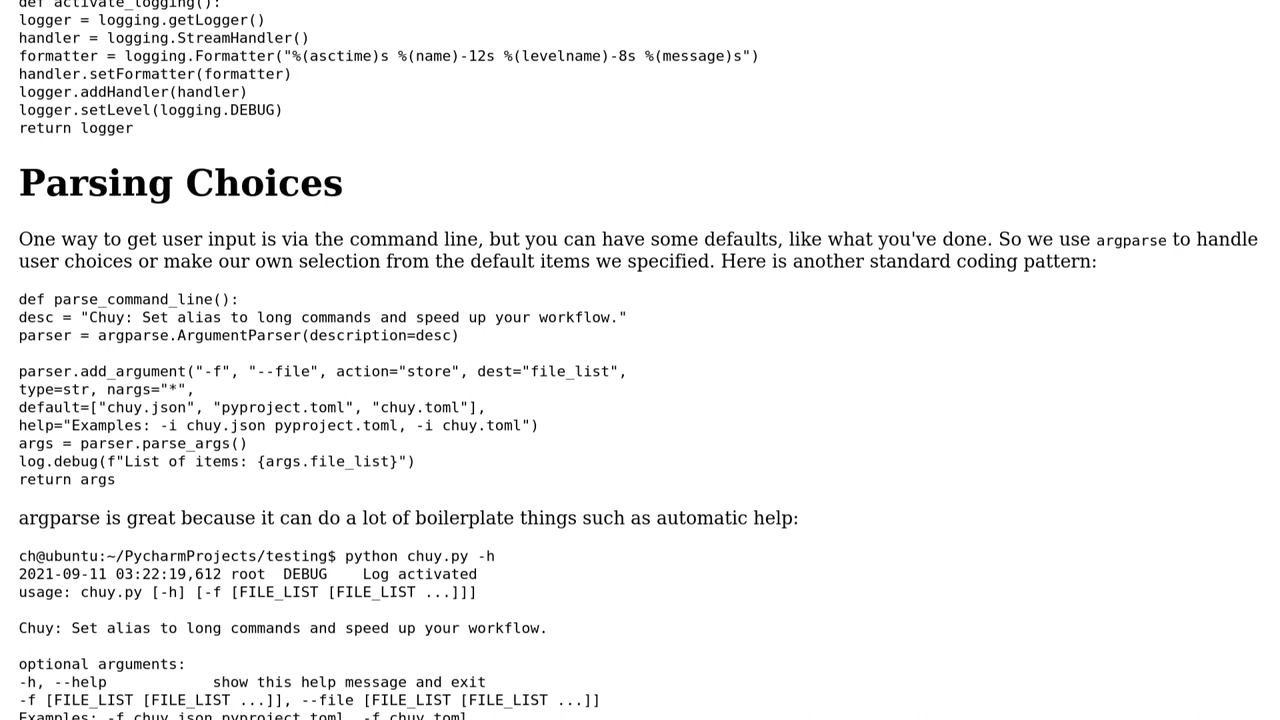 def activate_logging():
logger = logging.getLogger()
handler = logging.StreamHandler()
formatter = logging.Formatter("%(asctime)s %(name)-12s %(levelname)-8s %(message)s")
handler.setFormatter(formatter)
logger.addHandler(handler)
logger.setLevel(logging.DEBUG)
return logger
Parsing Choices
One way to get user input is via the command line, but you can have some defaults, like what you've done. So we use argparse to handle
user choices or make our own selection from the default items we specified. Here is another standard coding pattern:
def parse_command_line():
desc = "Chuy: Set alias to long commands and speed up your workflow."
parser = argparse.ArgumentParser(description=desc)
parser.add_argument("-f", "--file", action="store", dest="file_list",
type=str, nargs="*",
default=["chuy.json", "pyproject.toml", "chuy.toml"],
help="Examples: -i chuy.json pyproject.toml, -i chuy.toml")
args = parser.parse_args()
log.debug(f"List of items: {args.file_list}")
return args
argparse is great because it can do a lot of boilerplate things such as automatic help:
ch@ubuntu:~/PycharmProjects/testing$ python chuy.py -h
2021-09-11 03:22:19,612 root  DEBUG    Log activated
usage: chuy.py [-h] [-f [FILE_LIST [FILE_LIST ...]]]
Chuy: Set alias to long commands and speed up your workflow.
optional arguments:
-h, --help            show this help message and exit
-f [FILE_LIST [FILE_LIST ...]], --file [FILE_LIST [FILE_LIST ...]]
Examples: -f chuy.json pyproject.toml, -f chuy.toml